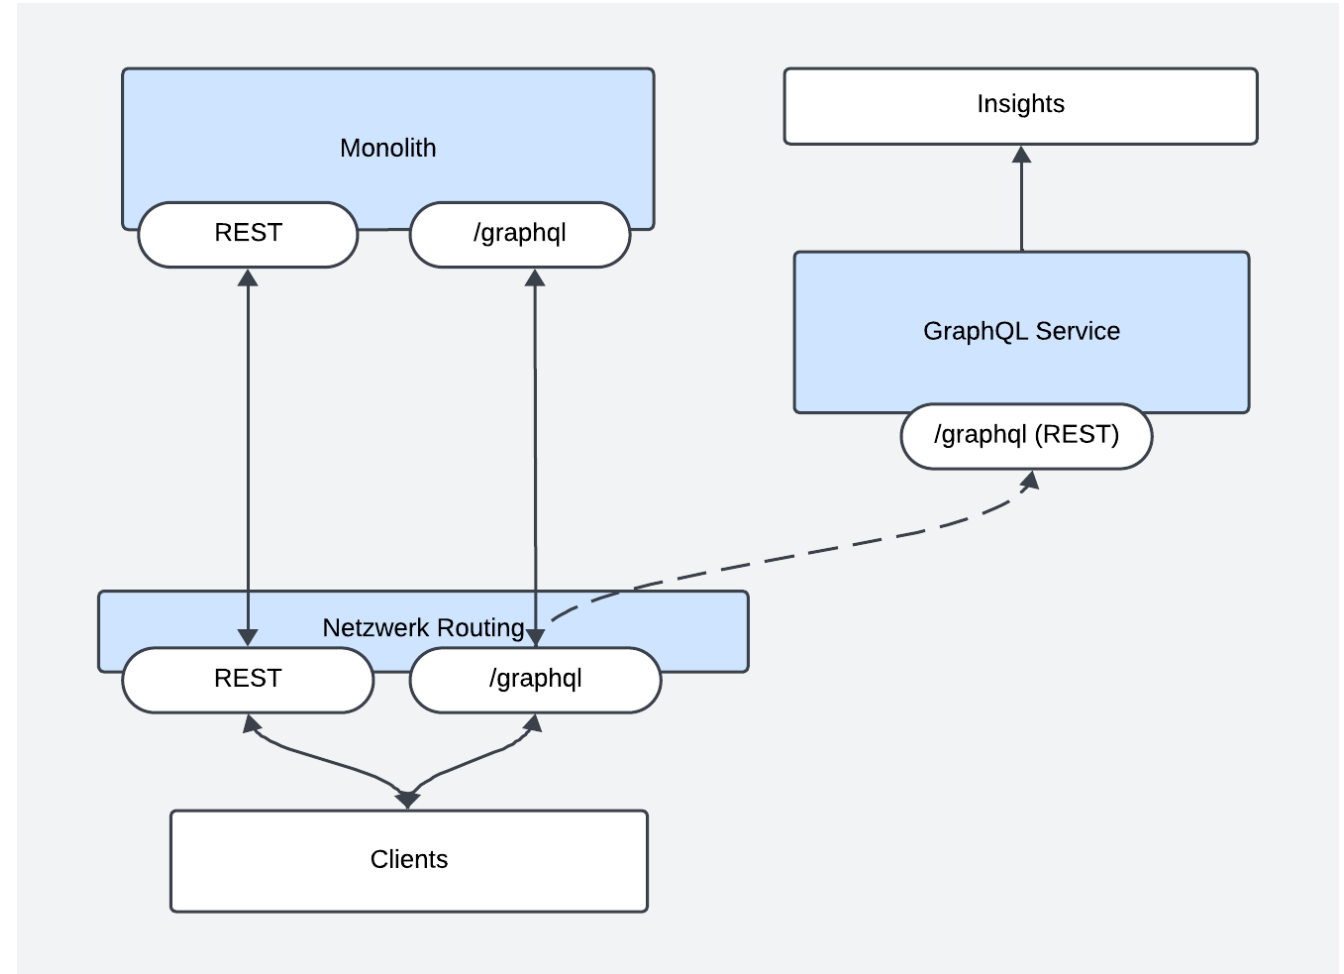 Monolith
REST
/graphql
Insights
GraphQL Service
/graphql (REST)
Netzwerk Routing
REST
/graphql
Clients